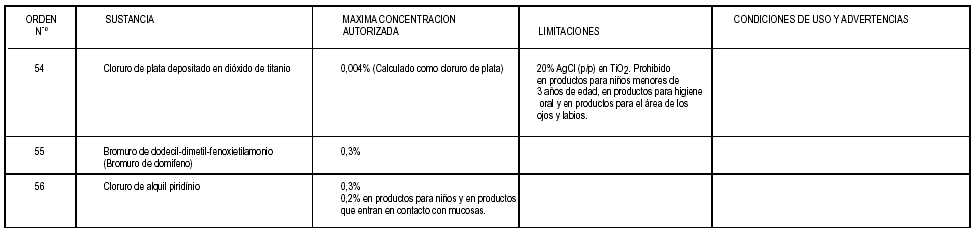 ORDEN SUSTANCIA MAXIMA CONCENTRACION CONDICIONES DE USO Y ADVERTENCIAS
Nº AUTORIZADA LIMITACIONES
54 Cloruro de plata depositado en dióxido de titanio 0,004% (Calculado como cloruro de plata) 20% AgCl (p/p) en TiO2. Prohibido
en productos para niños menores de
3 años de edad, en productos para higiene
oral y en productos para el área de los
ojos y labios.
55 Bromuro de dodecil-dimetil-fenoxietilamonio 0,3%
(Bromuro de domifeno)
56 Cloruro de alquil piridinio 0,3%
0,2% en productos para niños y en productos
que entran en contacto con mucosas.